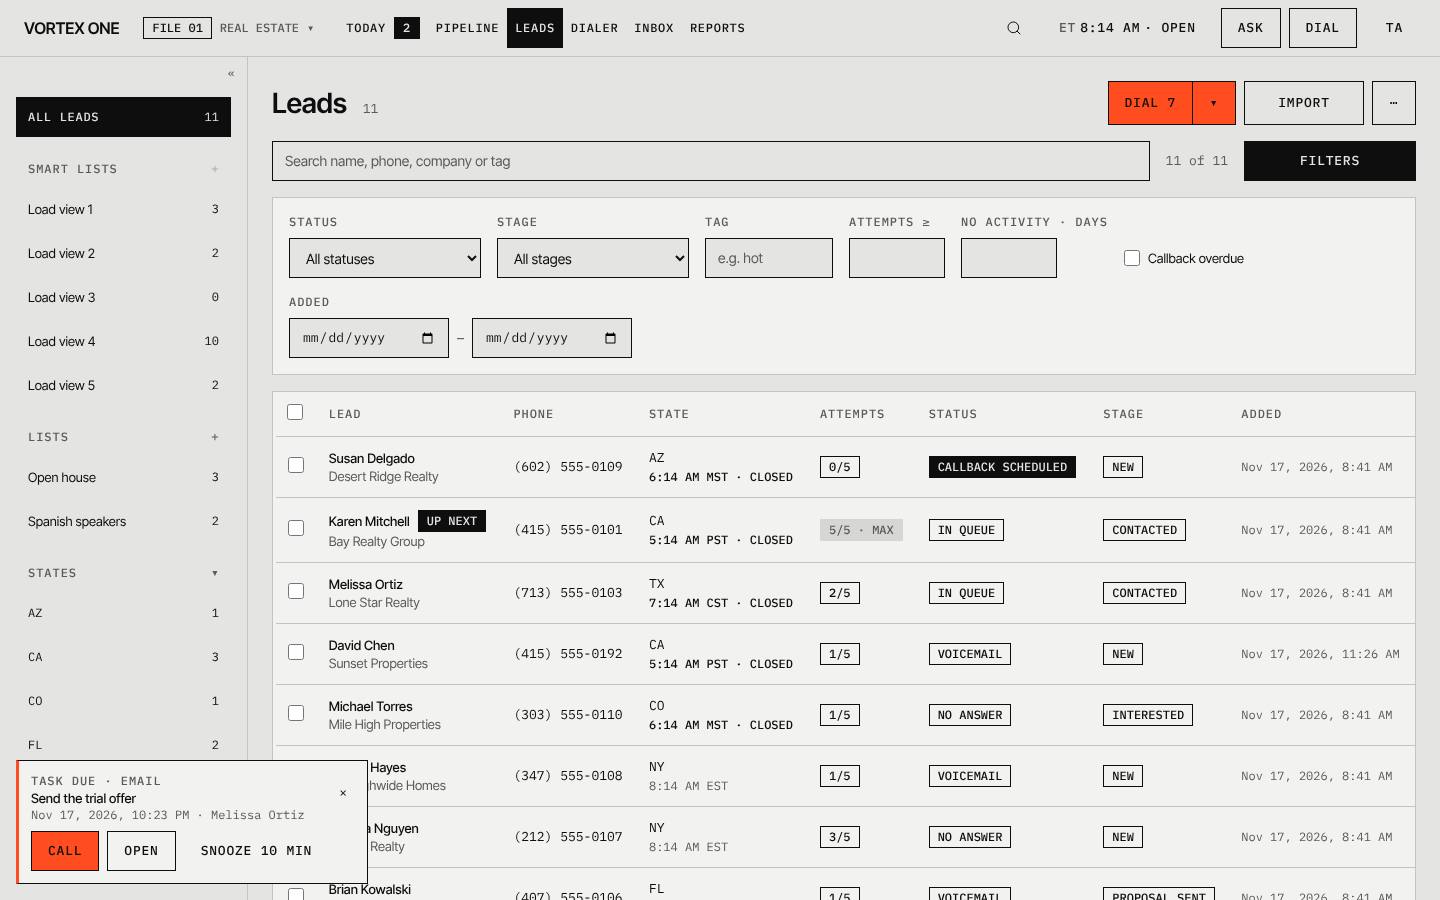 VORTEX ONE
FILE 01 REAL ESTATE ▾
TODAY 2 PIPELINE LEADS DIALER INBOX REPORTS
ET 8:14 AM · OPEN
ASK
DIAL
TA
«
ALL LEADS 11
SMART LISTS +
Load view 1 3
Load view 2 2
Load view 3 0
Load view 4 10
Load view 5 2
LISTS +
Open house 3
Spanish speakers 2
STATES ▾
AZ 1
CA 3
CO 1
FL 2
TASK DUE · EMAIL
×
Send the trial offer
Nov 17, 2026, 10:23 PM · Melissa Ortiz
CALL OPEN SNOOZE 10 MIN
Leads 11
DIAL 7 ▾ IMPORT ⋯
Search name, phone, company or tag 11 of 11 FILTERS
STATUS STAGE TAG ATTEMPTS ≥ NO ACTIVITY · DAYS
All statuses All stages e.g. hot Callback overdue
ADDED
mm/dd/yyyy – mm/dd/yyyy
LEAD PHONE STATE ATTEMPTS STATUS STAGE ADDED
Susan Delgado
Desert Ridge Realty
(602) 555-0109
AZ
6:14 AM MST · CLOSED
0/5 CALLBACK SCHEDULED NEW Nov 17, 2026, 8:41 AM
Karen Mitchell UP NEXT
Bay Realty Group
(415) 555-0101
CA
5:14 AM PST · CLOSED
5/5 · MAX IN QUEUE CONTACTED Nov 17, 2026, 8:41 AM
Melissa Ortiz
Lone Star Realty
(713) 555-0103
TX
7:14 AM CST · CLOSED
2/5 IN QUEUE CONTACTED Nov 17, 2026, 8:41 AM
David Chen
Sunset Properties
(415) 555-0192
CA
5:14 AM PST · CLOSED
1/5 VOICEMAIL NEW Nov 17, 2026, 11:26 AM
Michael Torres
Mile High Properties
(303) 555-0110
CO
6:14 AM MST · CLOSED
1/5 NO ANSWER INTERESTED Nov 17, 2026, 8:41 AM
Hayes
hwide Homes
(347) 555-0108
NY
8:14 AM EST
1/5 VOICEMAIL NEW Nov 17, 2026, 8:41 AM
a Nguyen
Realty
(212) 555-0107
NY
8:14 AM EST
3/5 NO ANSWER NEW Nov 17, 2026, 8:41 AM
Brian Kowalski
(407) 555-0106
FL
1/5 VOICEMAIL PROPOSAL SENT Nov 17, 2026, 8:41 AM